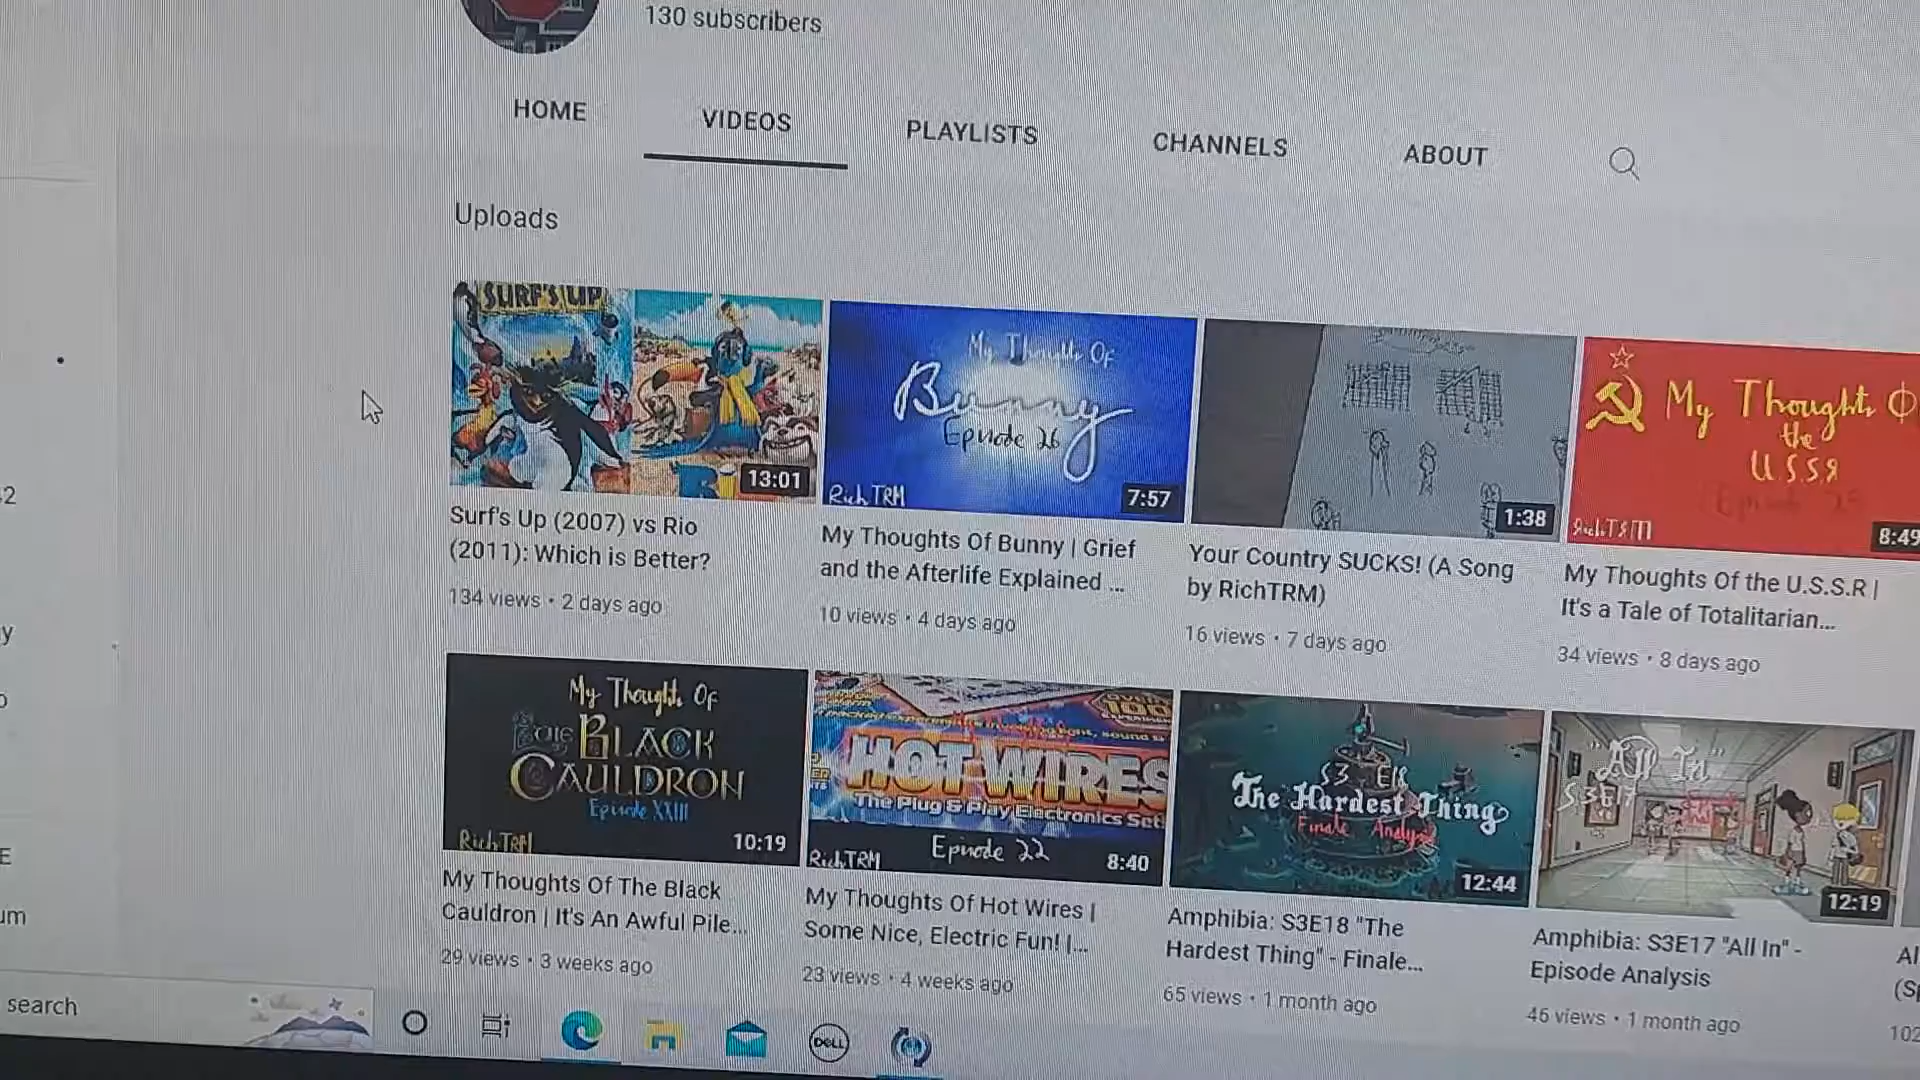 130 subscribers
HOME
VIDEOS
PLAYLISTS
CHANNELS
ABOUT
Uploads
SURF'S UP
13:01
My Thoughts Of
Bunny
Episode 26
RichTRM
7:57
1:38
My Thoughts Of
the
U.S.S.R
RichTRM
8:49
Surf's Up (2007) vs Rio
(2011): Which is Better?
134 views • 2 days ago
My Thoughts Of Bunny | Grief
and the Afterlife Explained ...
10 views • 4 days ago
Your Country SUCKS! (A Song
by RichTRM)
16 views • 7 days ago
My Thoughts Of the U.S.S.R |
It's a Tale of Totalitarian...
34 views • 8 days ago
My Thoughts Of
THE BLACK
CAULDRON
Episode XXIII
RichTRM
10:19
OVER
100
HOT WIRES
The Plug & Play Electronics Set!
Episode 22
RichTRM
8:40
S3 E18
The Hardest Thing
Finale Analysis
12:44
"All In"
S3E17
12:19
My Thoughts Of The Black
Cauldron | It's An Awful Pile...
29 views • 3 weeks ago
My Thoughts Of Hot Wires |
Some Nice, Electric Fun! |...
23 views • 4 weeks ago
Amphibia: S3E18 "The
Hardest Thing" - Finale...
65 views • 1 month ago
Amphibia: S3E17 "All In" -
Episode Analysis
46 views • 1 month ago
102
search
DELL